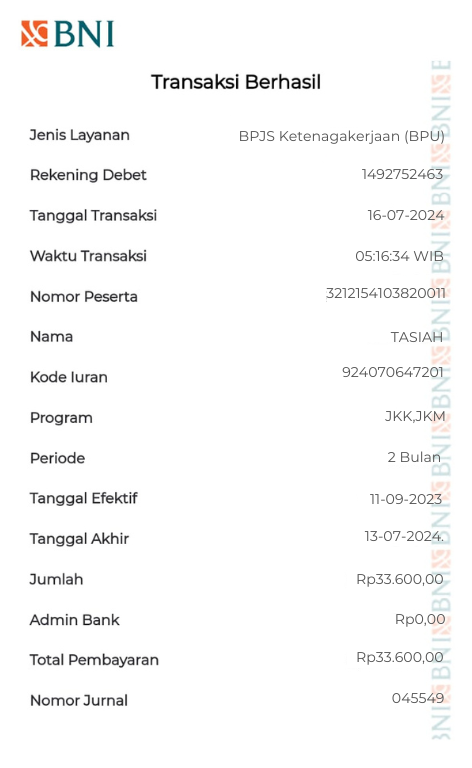 BNI
Transaksi Berhasil
Jenis Layanan BPJS Ketenagakerjaan (BPU)
Rekening Debet 1492752463
Tanggal Transaksi 16-07-2024
Waktu Transaksi 05:16:34 WIB
Nomor Peserta 3212154103820011
Nama TASIAH
Kode Iuran 924070647201
Program JKK,JKM
Periode 2 Bulan
Tanggal Efektif 11-09-2023
Tanggal Akhir 13-07-2024.
Jumlah Rp33.600,00
Admin Bank Rp0,00
Total Pembayaran Rp33.600,00
Nomor Jurnal 045549
BNI BNI BNI BNI BNI BNI BNI BNI